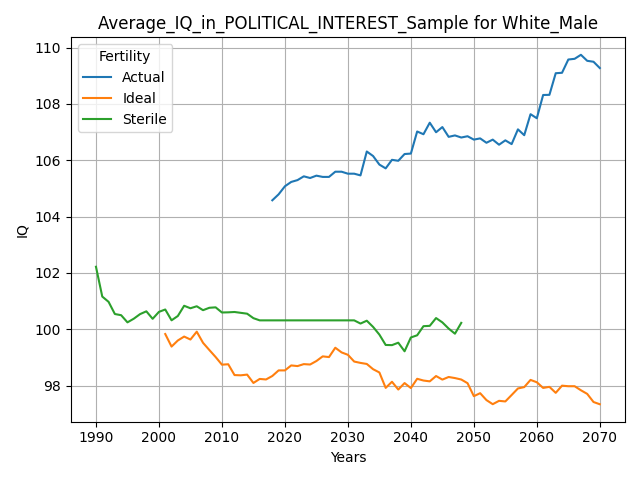 Average_IQ_in_POLITICAL_INTEREST_Sample for White_Male
Fertility
Actual
Ideal
Sterile
IQ
110
108
106
104
102
100
98
1990 2000 2010 2020 2030 2040 2050 2060 2070
Years